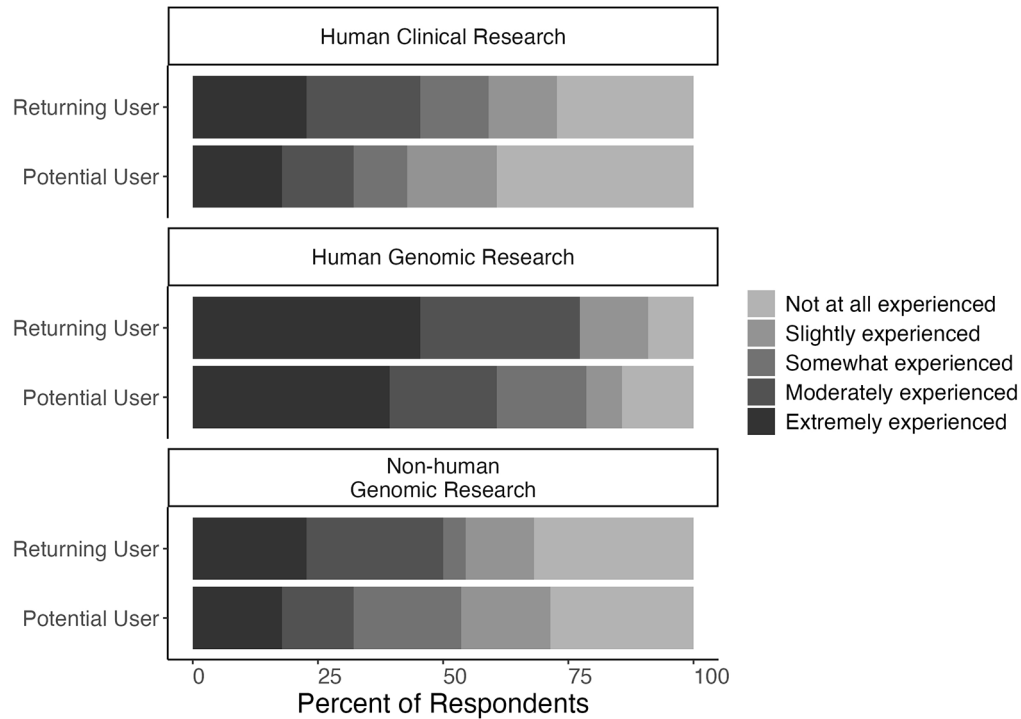 Human Clinical Research
Returning User
Potential User
Human Genomic Research
Returning User
Potential User
Non-human
Genomic Research
Returning User
Potential User
0 25 50 75 100
Percent of Respondents
Not at all experienced
Slightly experienced
Somewhat experienced
Moderately experienced
Extremely experienced